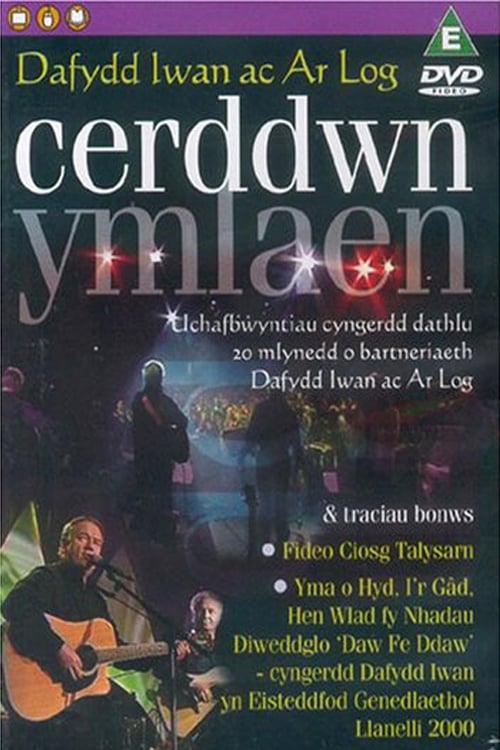 E
Dafydd Iwan ac Ar Log
DVD
VIDEO
cerddwn
ymlaen
Uchafbwyntiau cyngerdd dathlu
20 mlynedd o bartneriaeth
Dafydd Iwan ac Ar Log
& traciau bonws
• Fideo Ciosg Talysarn
• Yma o Hyd, I'r Gâd,
Hen Wlad fy Nhadau
Diweddglo 'Daw Fe Ddaw'
- cyngerdd Dafydd Iwan
yn Eisteddfod Genedlaethol
Llanelli 2000